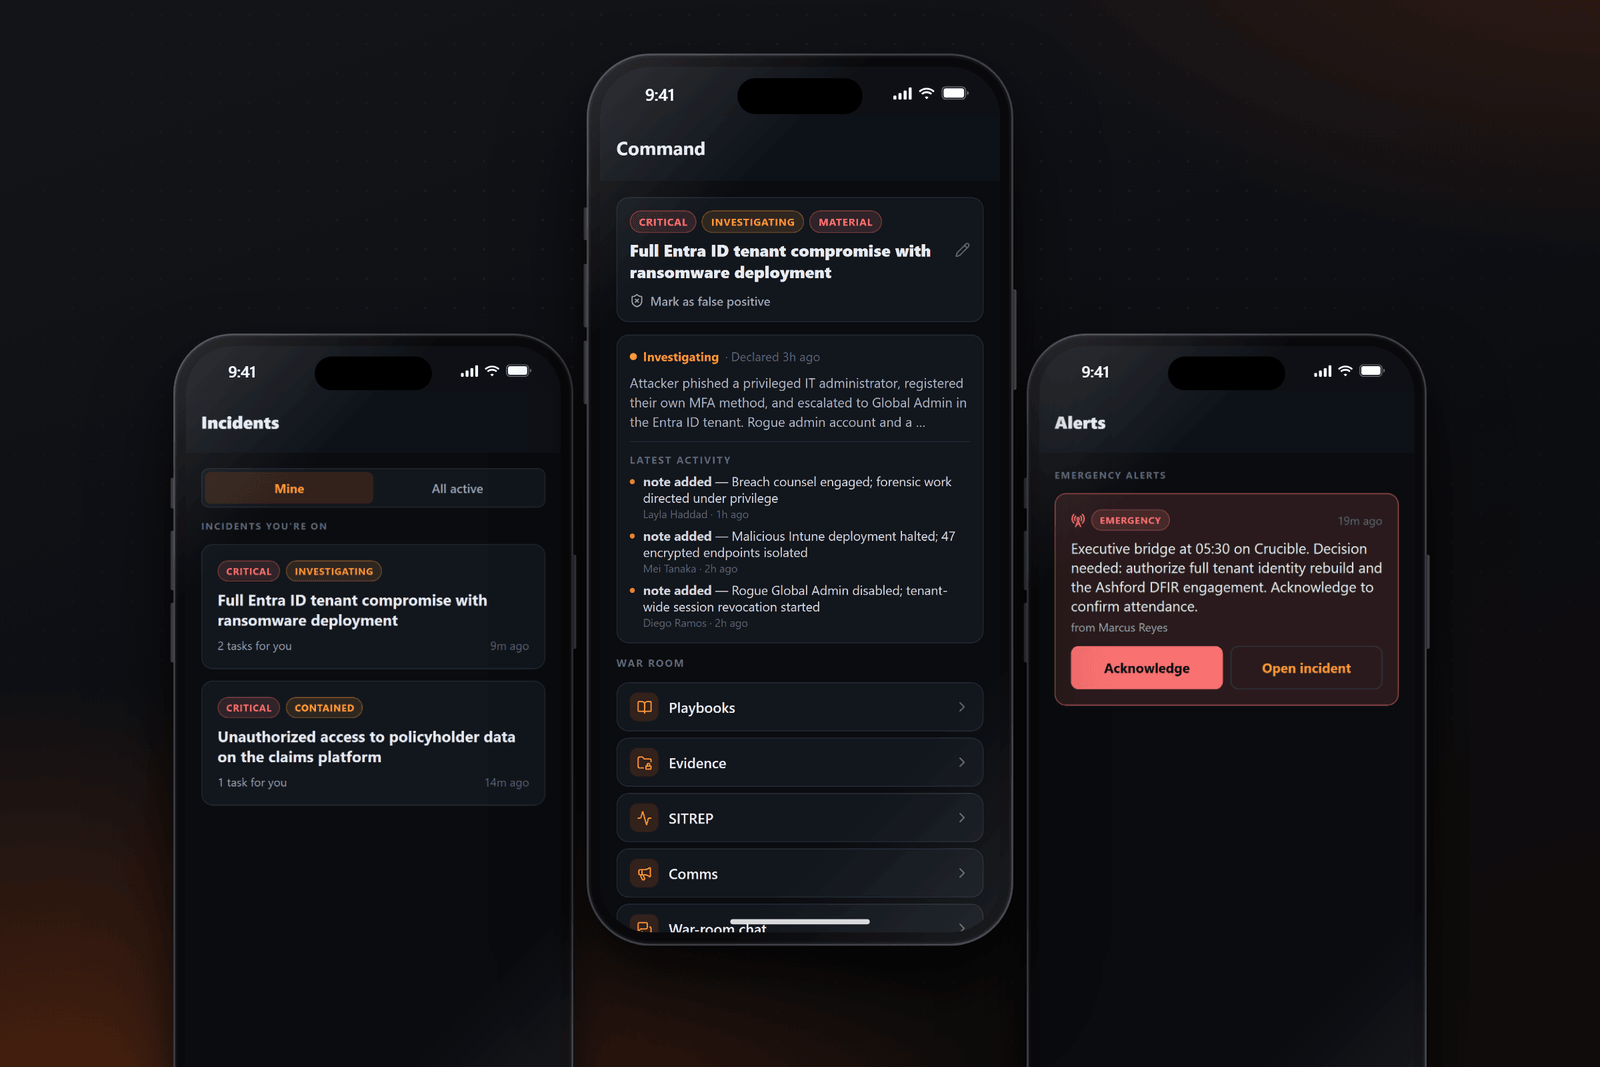 9:41
Incidents
Mine
All active
INCIDENTS YOU'RE ON
CRITICAL
INVESTIGATING
Full Entra ID tenant compromise with
ransomware deployment
2 tasks for you
9m ago
CRITICAL
CONTAINED
Unauthorized access to policyholder data
on the claims platform
1 task for you
14m ago
9:41
Command
CRITICAL
INVESTIGATING
MATERIAL
Full Entra ID tenant compromise with
ransomware deployment
Mark as false positive
Investigating · Declared 3h ago
Attacker phished a privileged IT administrator, registered
their own MFA method, and escalated to Global Admin in
the Entra ID tenant. Rogue admin account and a ...
LATEST ACTIVITY
note added — Breach counsel engaged; forensic work
directed under privilege
Layla Haddad · 1h ago
note added — Malicious Intune deployment halted; 47
encrypted endpoints isolated
Mei Tanaka · 2h ago
note added — Rogue Global Admin disabled; tenant-
wide session revocation started
Diego Ramos · 2h ago
WAR ROOM
Playbooks
Evidence
SITREP
Comms
War-room chat
9:41
Alerts
EMERGENCY ALERTS
EMERGENCY
19m ago
Executive bridge at 05:30 on Crucible. Decision
needed: authorize full tenant identity rebuild and
the Ashford DFIR engagement. Acknowledge to
confirm attendance.
from Marcus Reyes
Acknowledge
Open incident